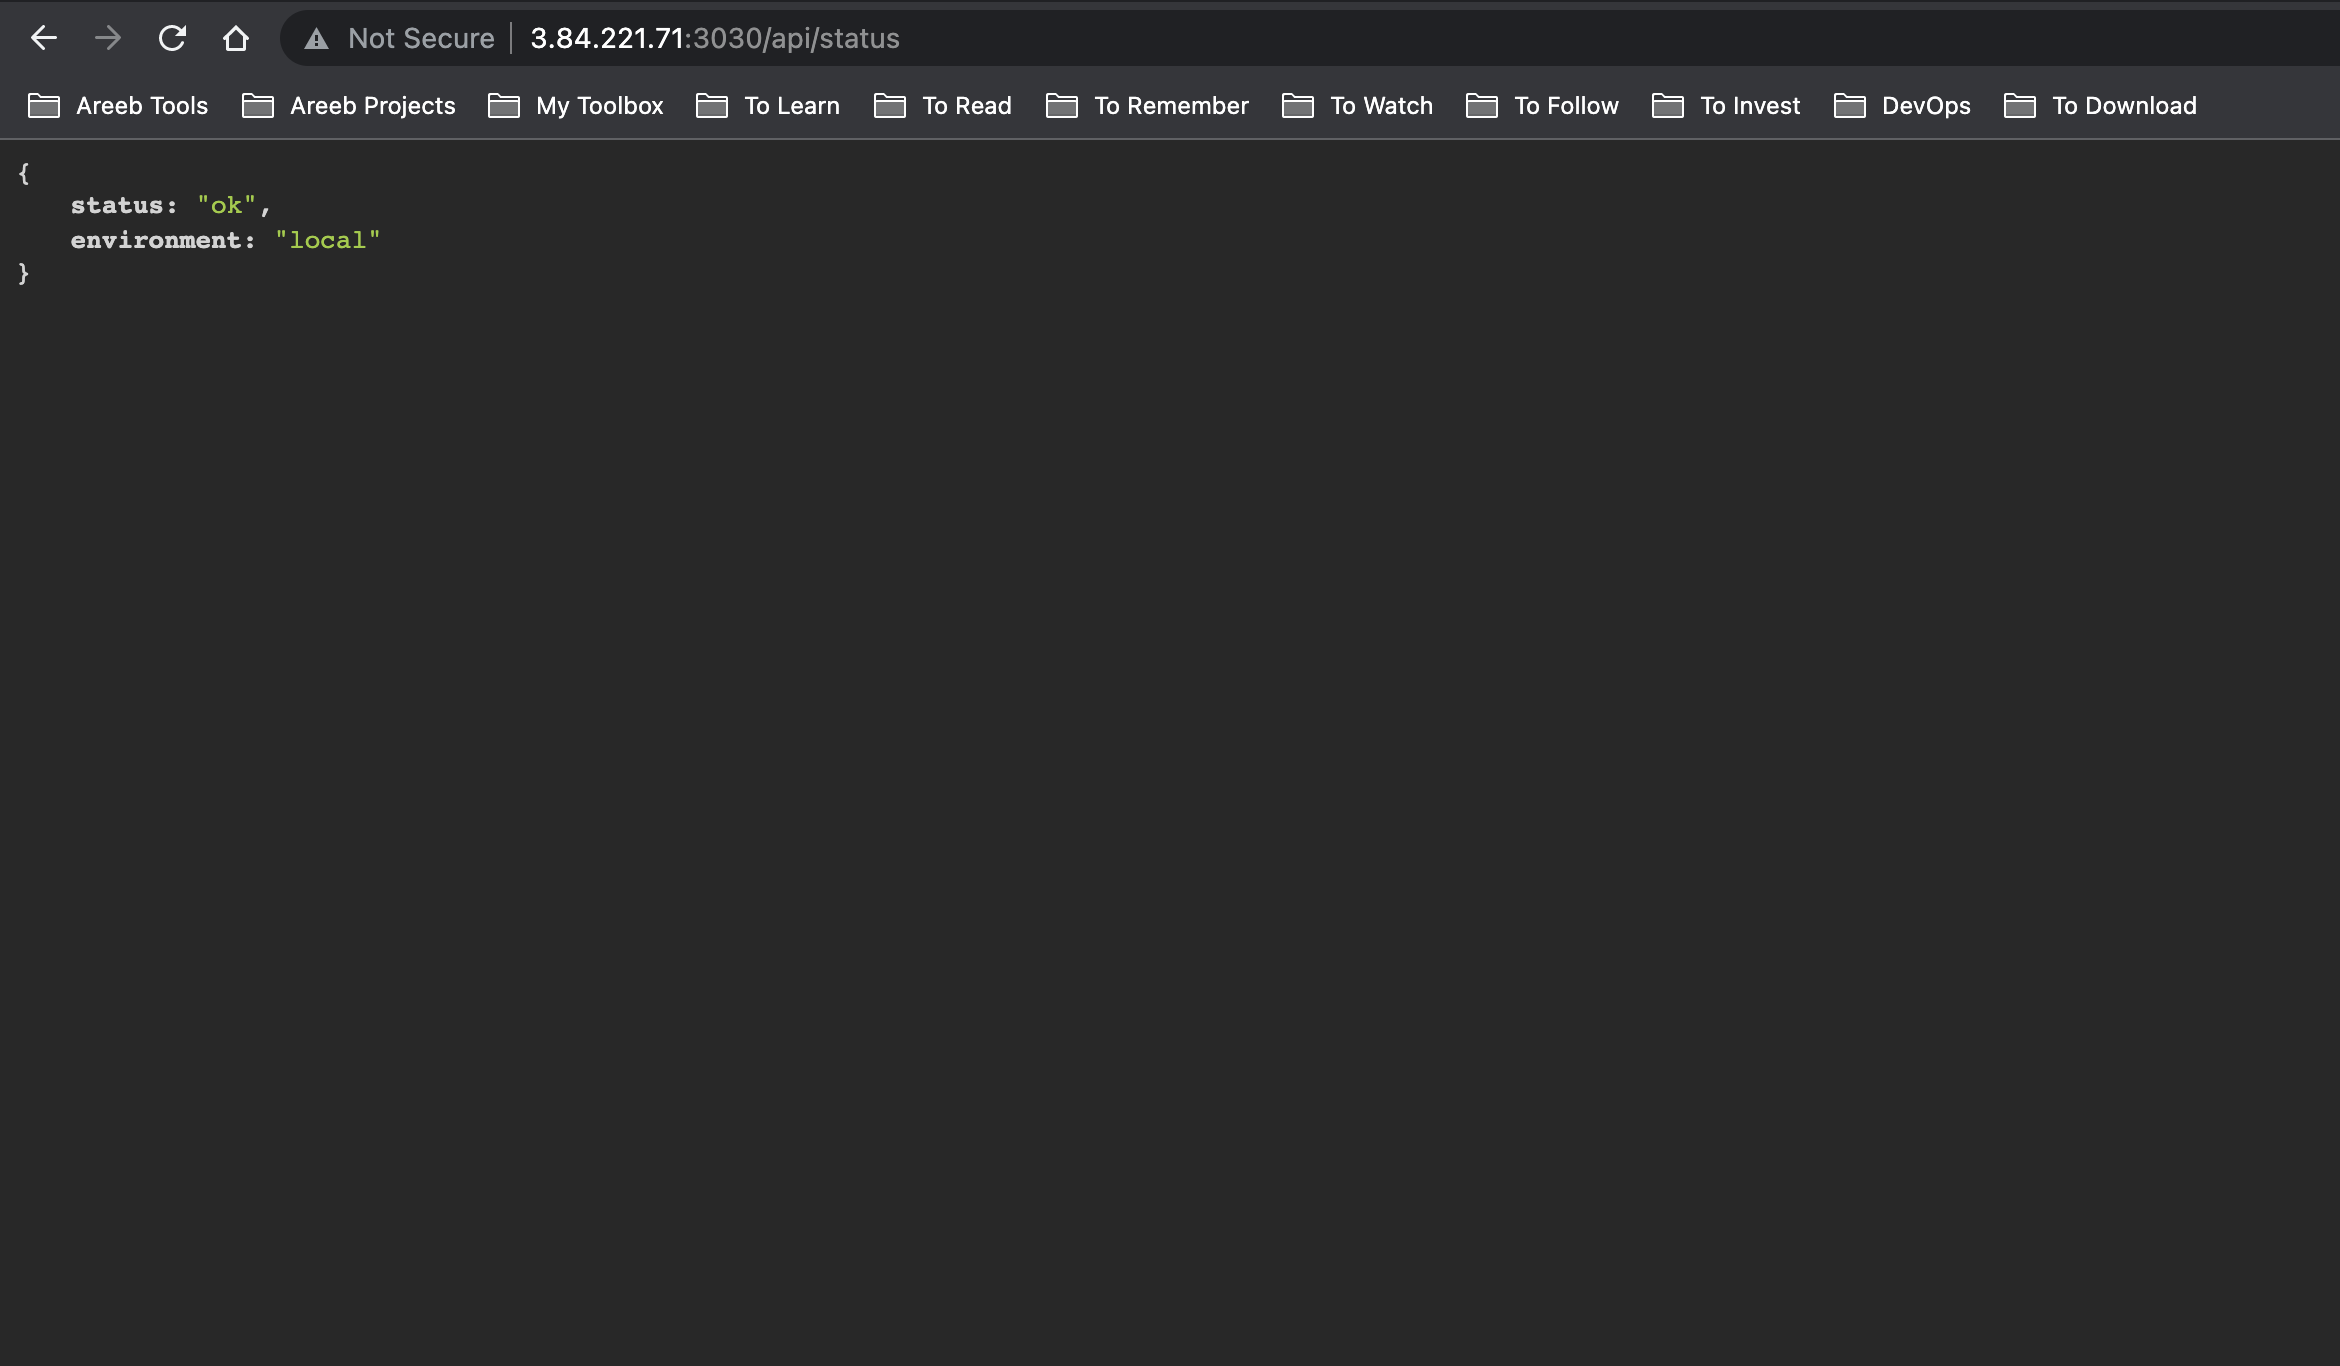 Not Secure | 3.84.221.71:3030/api/status
Areeb Tools Areeb Projects My Toolbox To Learn To Read To Remember To Watch To Follow To Invest DevOps To Download
{
status: "ok",
environment: "local"
}